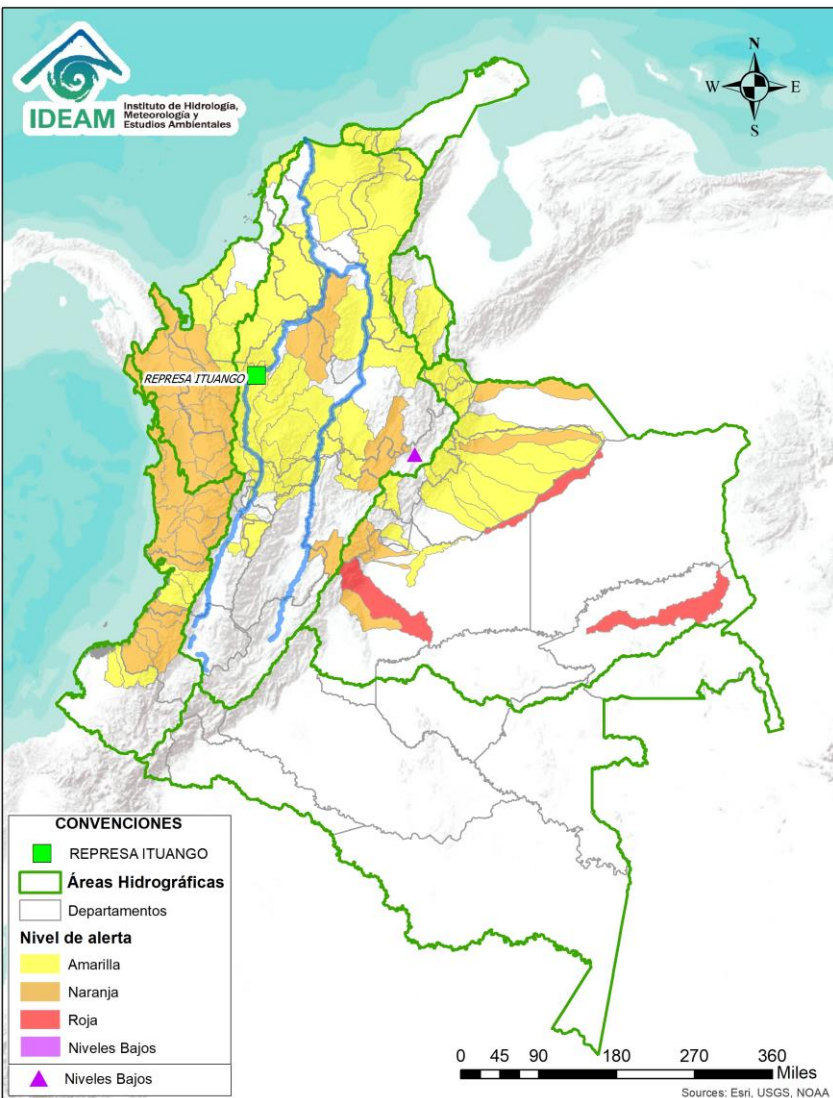 IDEAM
Instituto de Hidrología,
Meteorología y
Estudios Ambientales
N
W
E
S
REPRESA ITUANGO
CONVENCIONES
REPRESA ITUANGO
Áreas Hidrográficas
Departamentos
Nivel de alerta
Amarilla
Naranja
Roja
Niveles Bajos
Niveles Bajos
0 45 90 180 270 360
Miles
Sources: Esri, USGS, NOAA